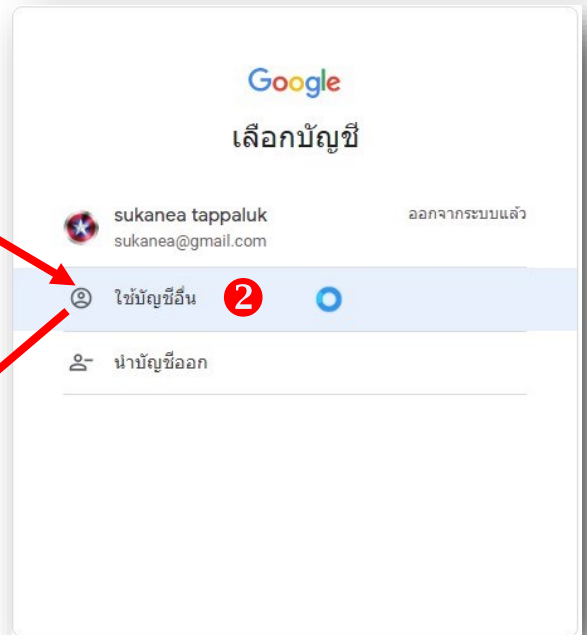 Google
เลือกบัญชี
sukanea tappaluk ออกจากระบบแล้ว
sukanea@gmail.com
ใช้บัญชีอื่น 2
นำบัญชีออก